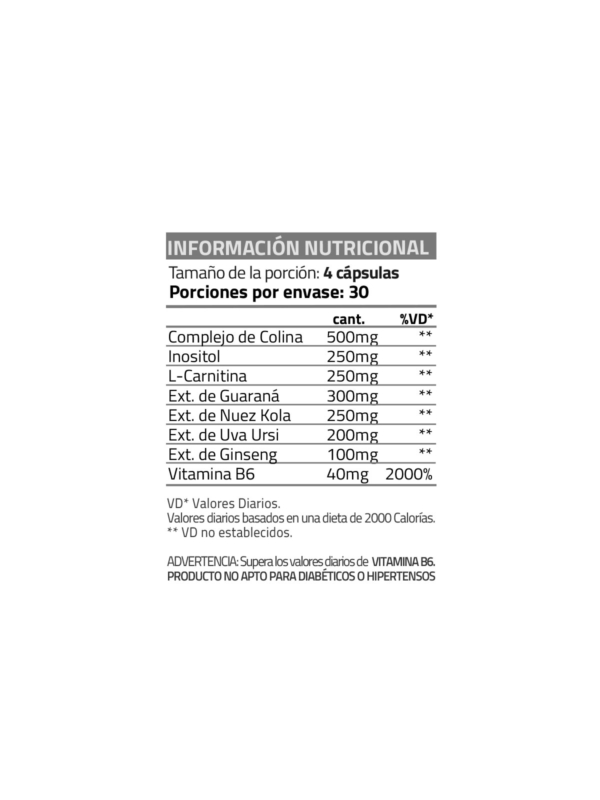 INFORMACIÓN NUTRICIONAL
Tamaño de la porción: 4 cápsulas
Porciones por envase: 30
cant. %VD*
Complejo de Colina 500mg **
Inositol 250mg **
L-Carnitina 250mg **
Ext. de Guaraná 300mg **
Ext. de Nuez Kola 250mg **
Ext. de Uva Ursi 200mg **
Ext. de Ginseng 100mg **
Vitamina B6 40mg 2000%
VD* Valores Diarios.
Valores diarios basados en una dieta de 2000 Calorías.
** VD no establecidos.
ADVERTENCIA: Supera los valores diarios de VITAMINA B6.
PRODUCTO NO APTO PARA DIABÉTICOS O HIPERTENSOS